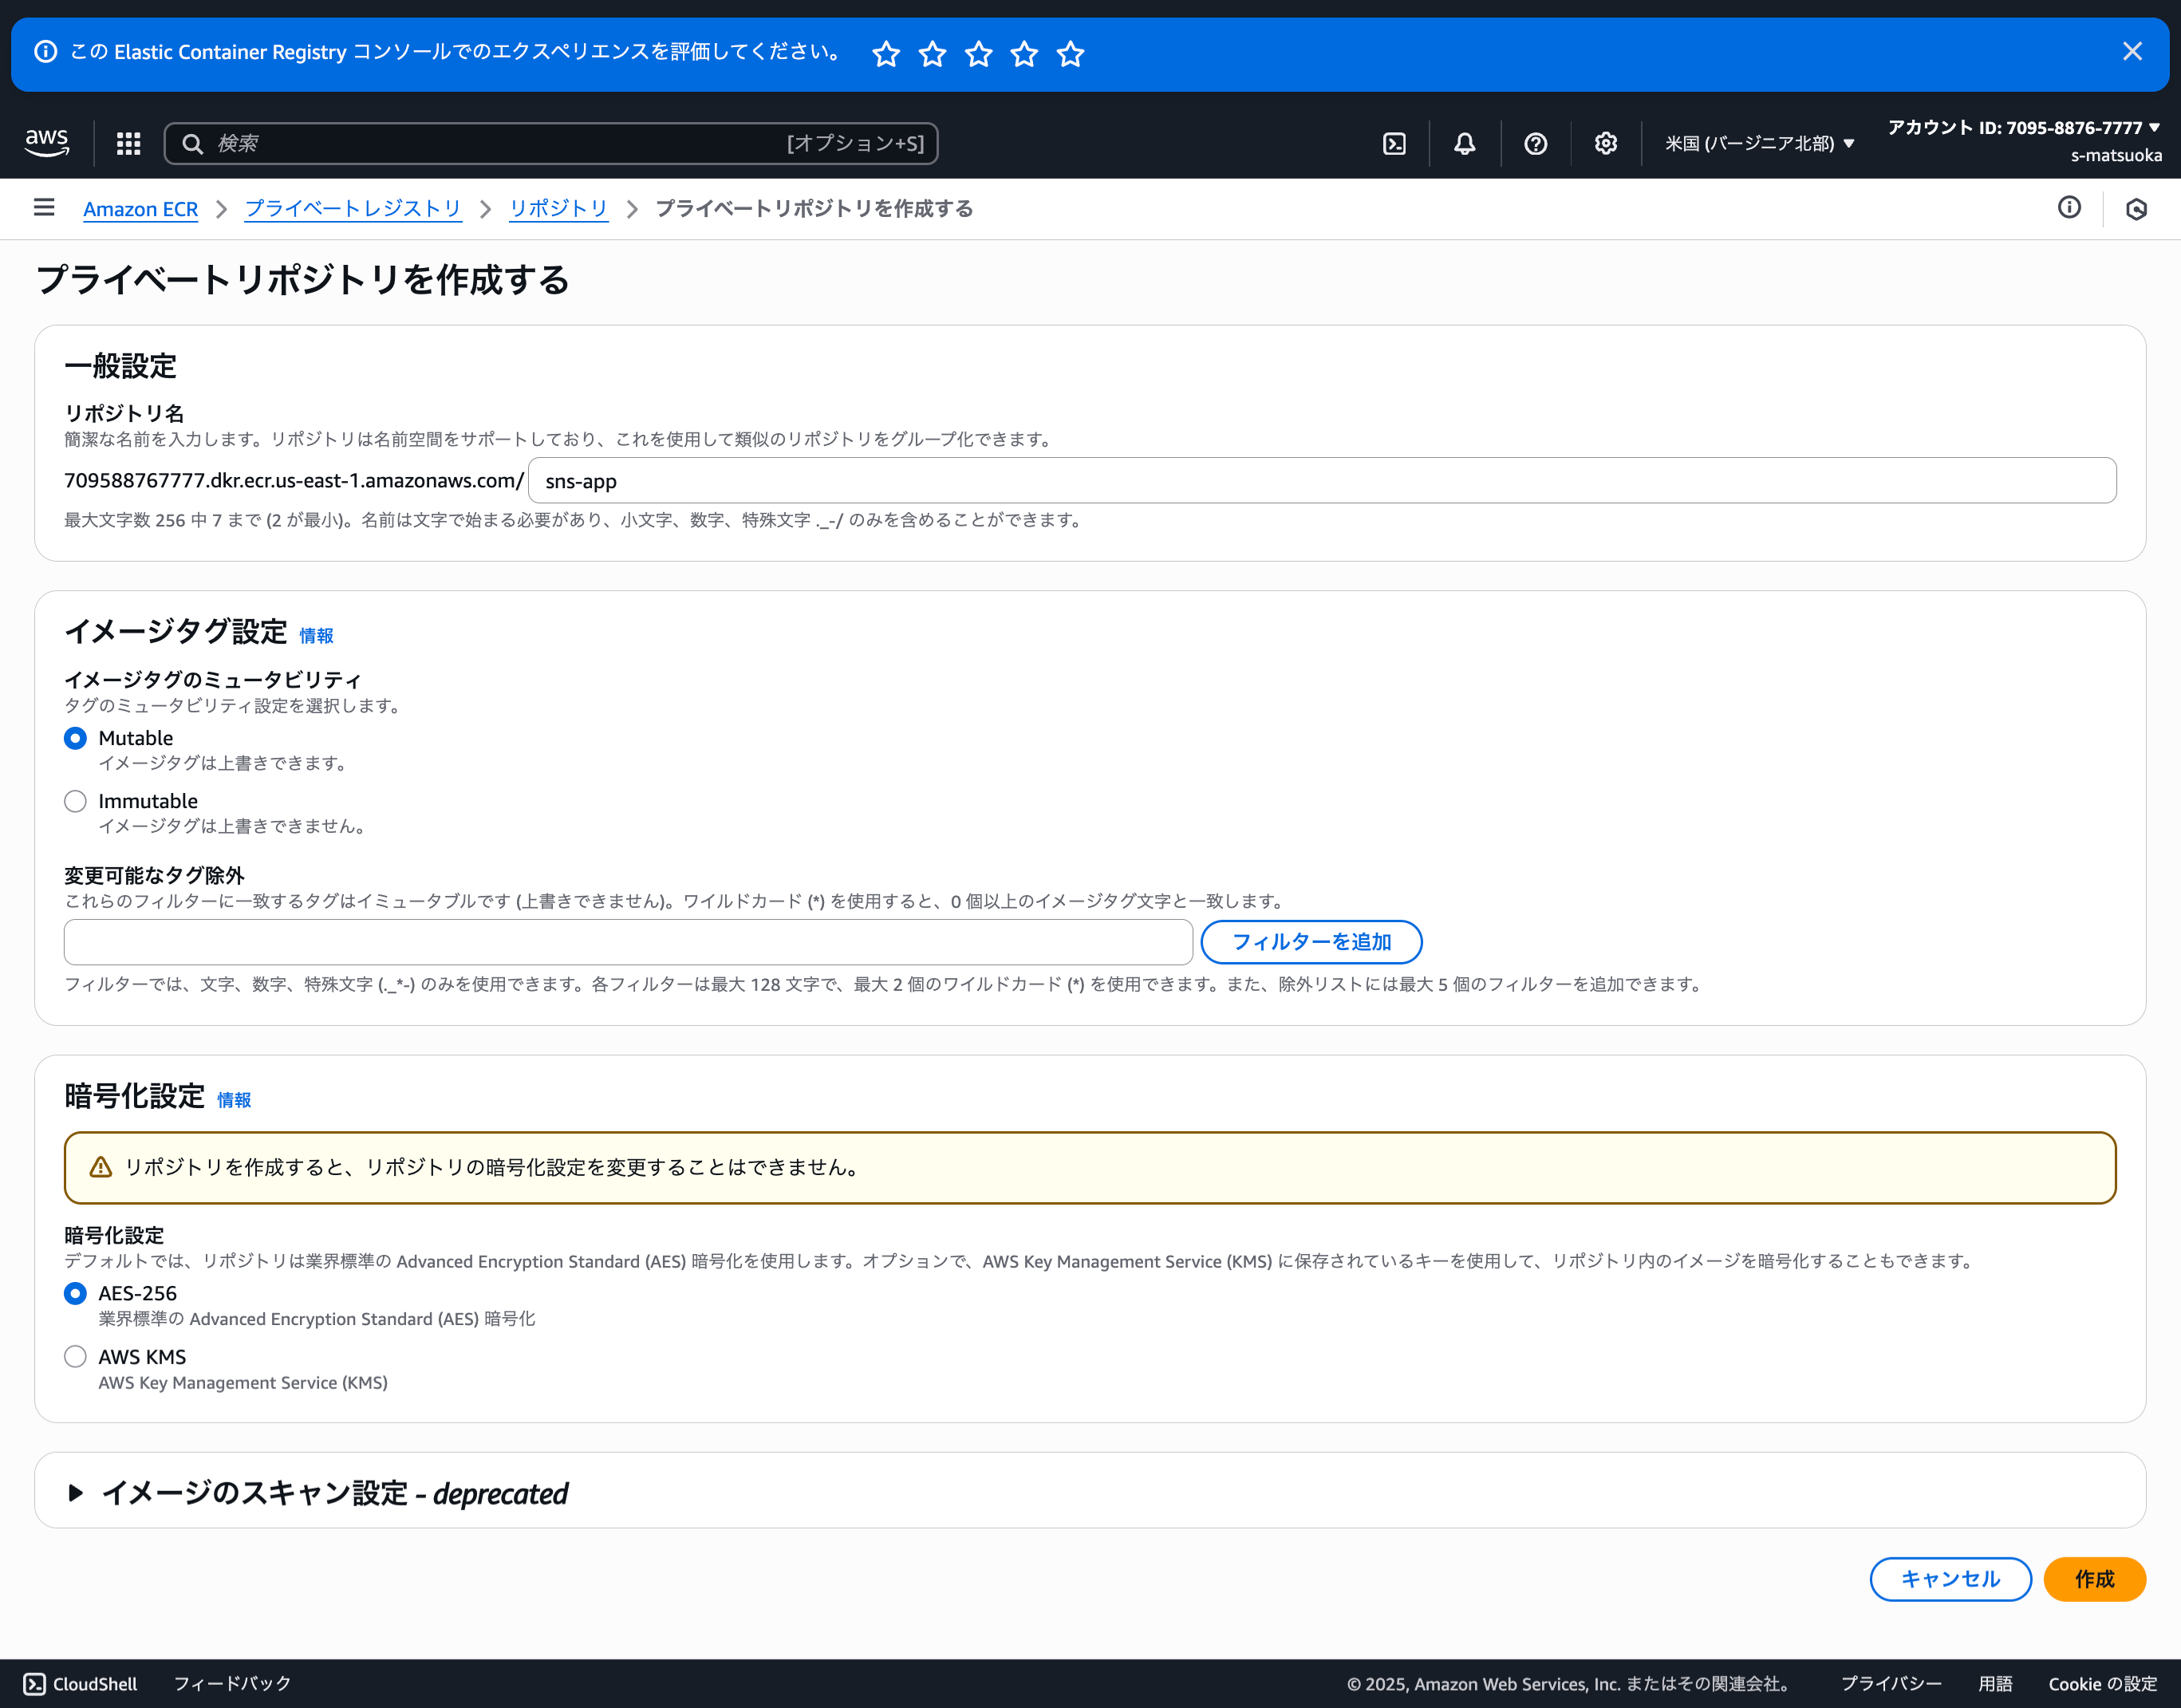 この Elastic Container Registry コンソールでのエクスペリエンスを評価してください。
aws
検索
[オプション+S]
米国 (バージニア北部) ▼
アカウント ID: 7095-8876-7777 ▼
s-matsuoka
Amazon ECR
プライベートレジストリ
リポジトリ
プライベートリポジトリを作成する
プライベートリポジトリを作成する
一般設定
リポジトリ名
簡潔な名前を入力します。リポジトリは名前空間をサポートしており、これを使用して類似のリポジトリをグループ化できます。
709588767777.dkr.ecr.us-east-1.amazonaws.com/
sns-app
最大文字数 256 中 7 まで (2 が最小)。名前は文字で始まる必要があり、小文字、数字、特殊文字 ._-/ のみを含めることができます。
イメージタグ設定 情報
イメージタグのミュータビリティ
タグのミュータビリティ設定を選択します。
Mutable
イメージタグは上書きできます。
Immutable
イメージタグは上書きできません。
変更可能なタグ除外
これらのフィルターに一致するタグはイミュータブルです (上書きできません)。ワイルドカード (*) を使用すると、0 個以上のイメージタグ文字と一致します。
フィルターを追加
フィルターでは、文字、数字、特殊文字 (._*-) のみを使用できます。各フィルターは最大 128 文字で、最大 2 個のワイルドカード (*) を使用できます。また、除外リストには最大 5 個のフィルターを追加できます。
暗号化設定 情報
リポジトリを作成すると、リポジトリの暗号化設定を変更することはできません。
暗号化設定
デフォルトでは、リポジトリは業界標準の Advanced Encryption Standard (AES) 暗号化を使用します。オプションで、AWS Key Management Service (KMS) に保存されているキーを使用して、リポジトリ内のイメージを暗号化することもできます。
AES-256
業界標準の Advanced Encryption Standard (AES) 暗号化
AWS KMS
AWS Key Management Service (KMS)
イメージのスキャン設定 - deprecated
キャンセル
作成
CloudShell
フィードバック
© 2025, Amazon Web Services, Inc. またはその関連会社。
プライバシー
用語
Cookie の設定